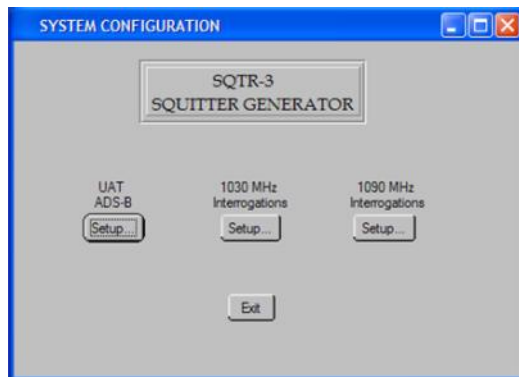 SYSTEM CONFIGURATION
SQTR-3
SQUITTER GENERATOR
UAT
ADS-B
Setup...
1030 MHz
Interrogations
Setup...
1090 MHz
Interrogations
Setup...
Exit